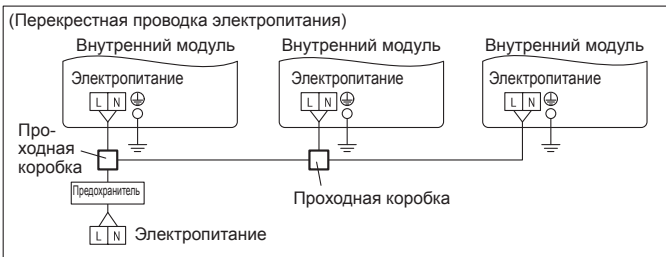 (Перекрестная проводка электропитания)
Внутренний модуль
Внутренний модуль
Внутренний модуль
Электропитание
Электропитание
Электропитание
L N
L N
L N
Про-
ходная
коробка
Проходная коробка
Предохранитель
L N Электропитание